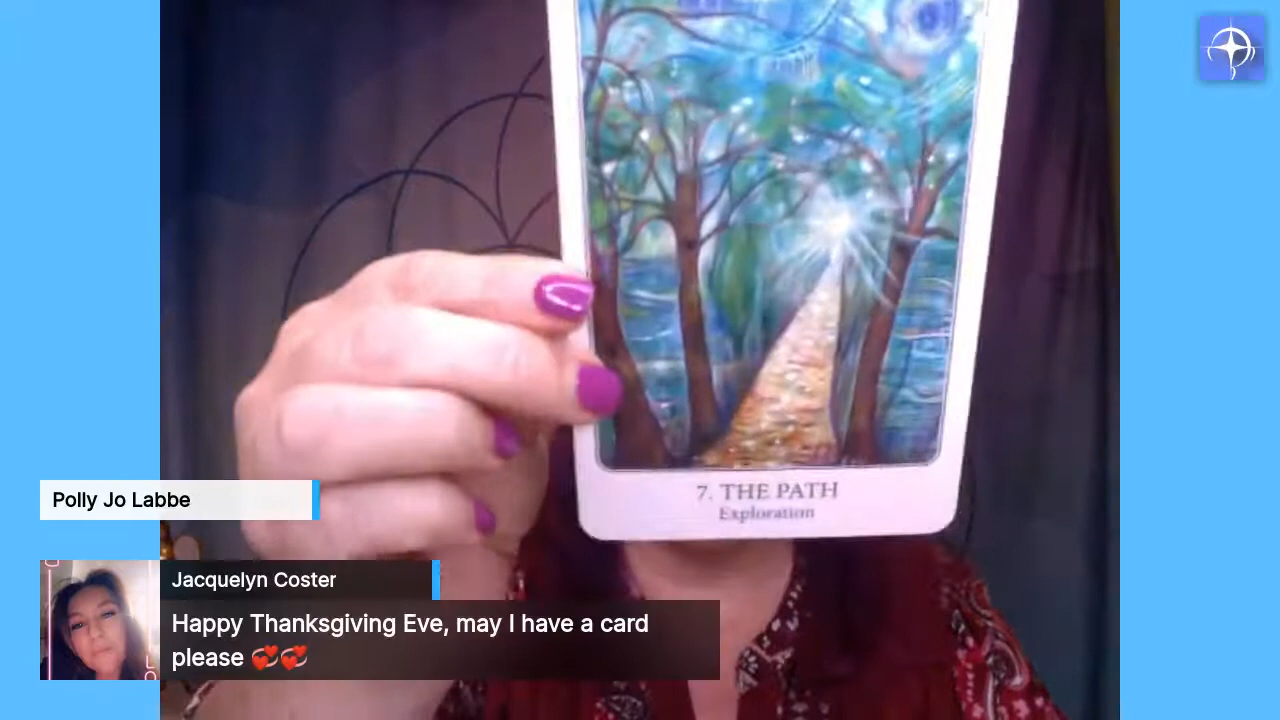 7. THE PATH
Exploration
Polly Jo Labbe
Jacquelyn Coster
Happy Thanksgiving Eve, may I have a card
please 💞💞